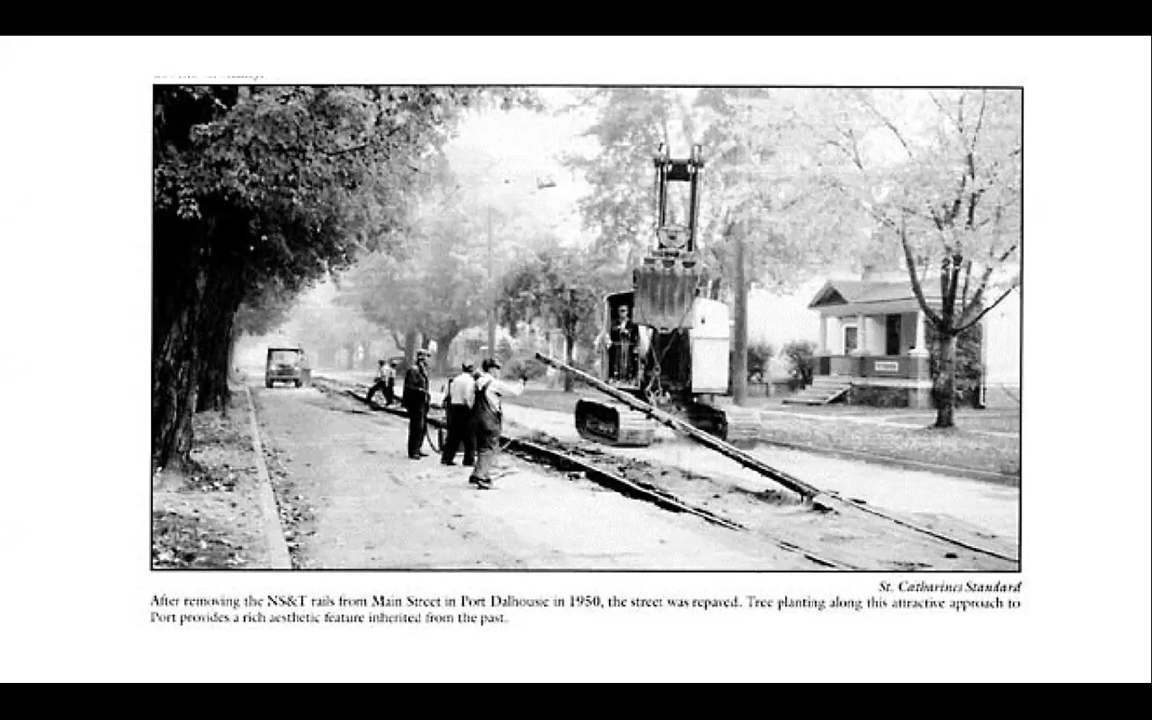 St. Catharines Standard
After removing the NS&T rails from Main Street in Port Dalhousie in 1950, the street was repaved. Tree planting along this attractive approach to
Port provides a rich aesthetic feature inherited from the past.